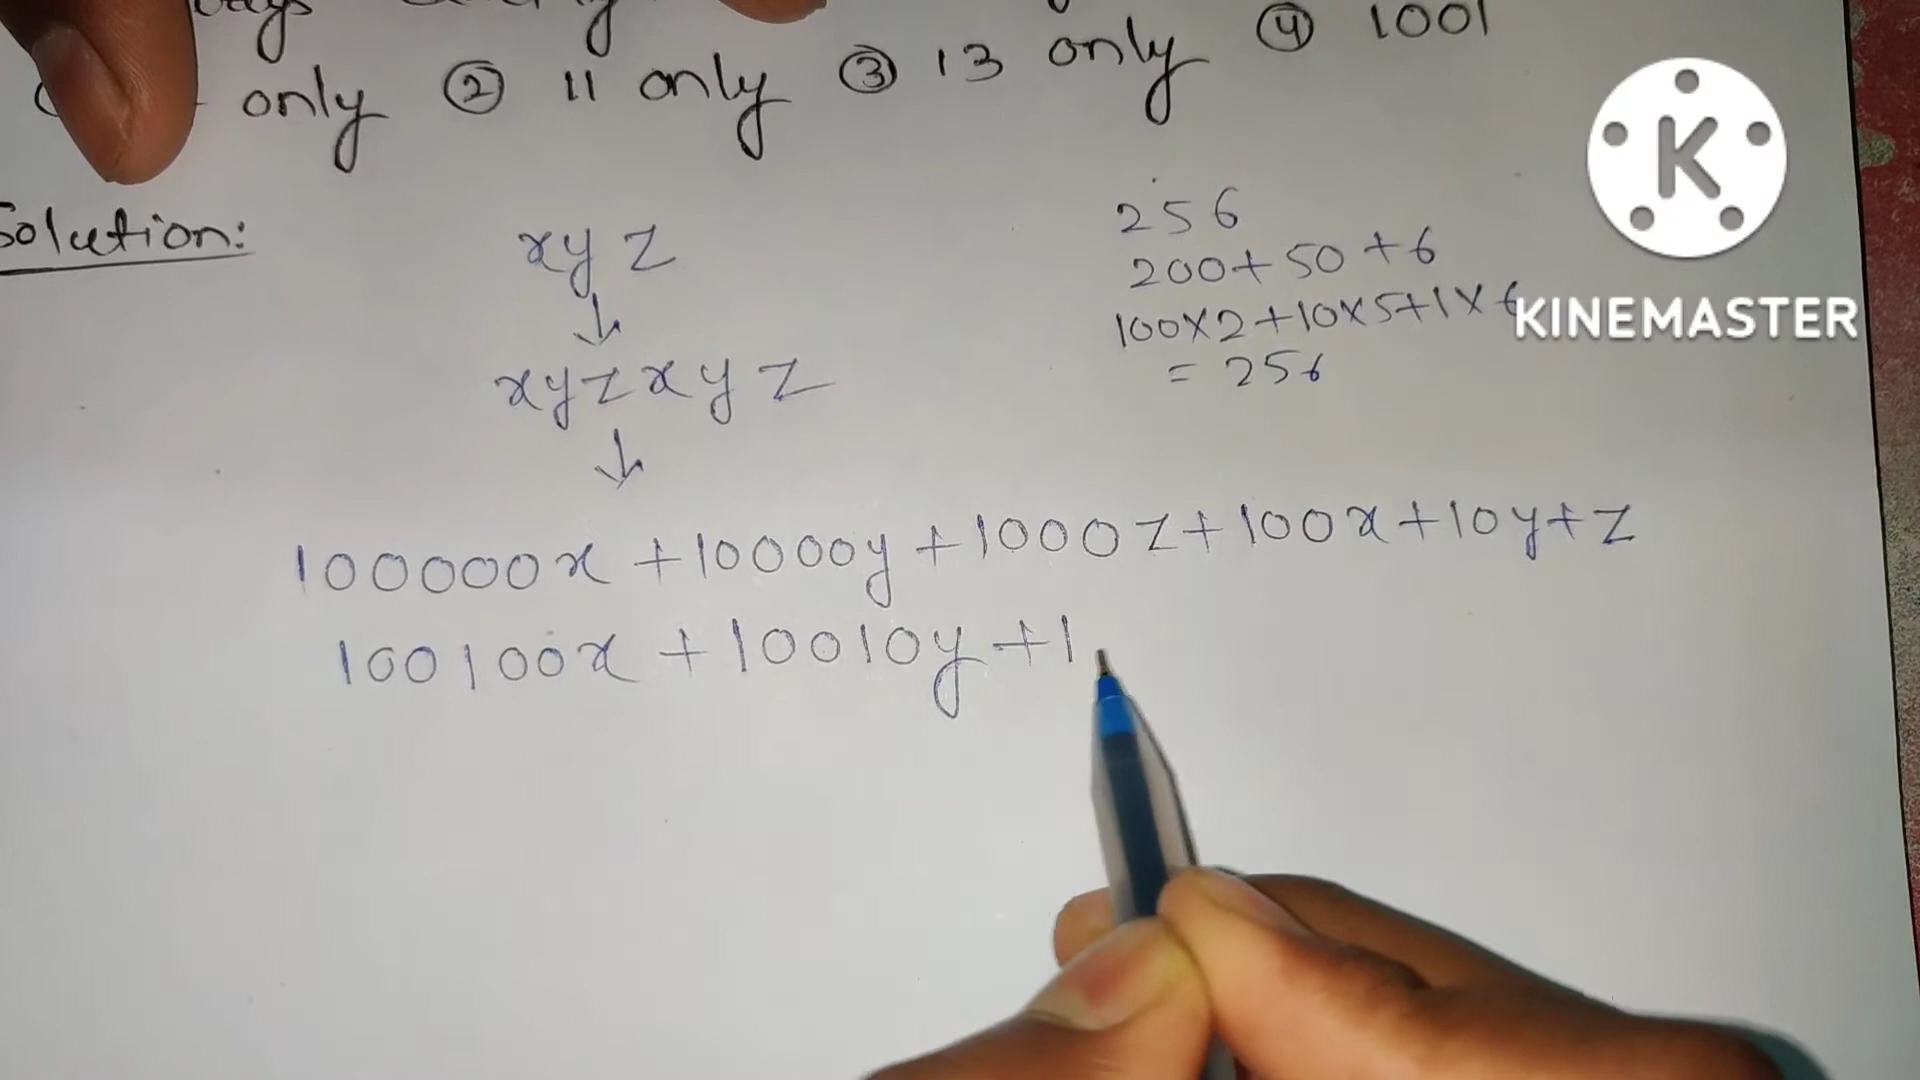 only ② 11 only ③ 13 only ④ 1001
Solution:
xyz
xyzxyz
256
200+50+6
100×2+10×5+1×6
= 256
KINEMASTER
100000x +10000y +1000z+100x+10y+z
100100x +10010y +1